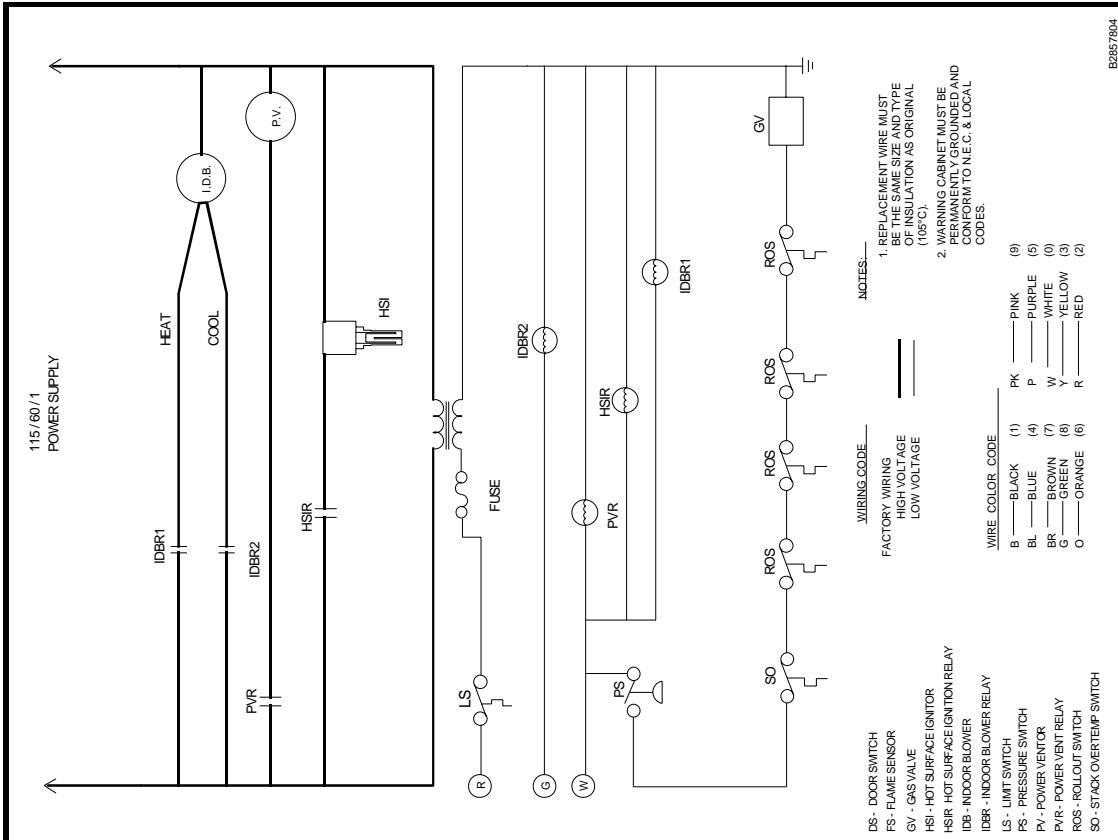 115 / 60 / 1
POWER SUPPLY
HEAT
I.D.B.
P.V.
COOL
IDBR1
IDBR2
HSI
HSIR
PVR
FUSE
LS
R
IDBR2
G
HSIR
IDBR1
PVR
W
PS
GV
SO
ROS
ROS
ROS
ROS
DS - DOOR SWITCH
FS - FLAME SENSOR
GV - GAS VALVE
HSI - HOT SURFACE IGNITOR
HSIR HOT SURFACE IGNITION RELAY
IDB - INDOOR BLOWER
IDBR - INDOOR BLOWER RELAY
LS - LIMIT SWITCH
PS - PRESSURE SWITCH
PV - POWER VENTOR
PVR - POWER VENT RELAY
ROS - ROLLOUT SWITCH
SO - STACK OVERTEMP SWITCH
WIRING CODE
FACTORY WIRING
HIGH VOLTAGE
LOW VOLTAGE
NOTES:
1. REPLACEMENT WIRE MUST
BE THE SAME SIZE AND TYPE
OF INSULATION AS ORIGINAL
(105°C).
2. WARNING CABINET MUST BE
PERMANENTLY GROUNDED AND
CONFORM TO N.E.C. & LOCAL
CODES.
WIRE COLOR CODE
B BLACK (1) PK PINK (9)
BL BLUE (4) P PURPLE (5)
BR BROWN (7) W WHITE (0)
G GREEN (8) Y YELLOW (3)
O ORANGE (6) R RED (2)
B2857804